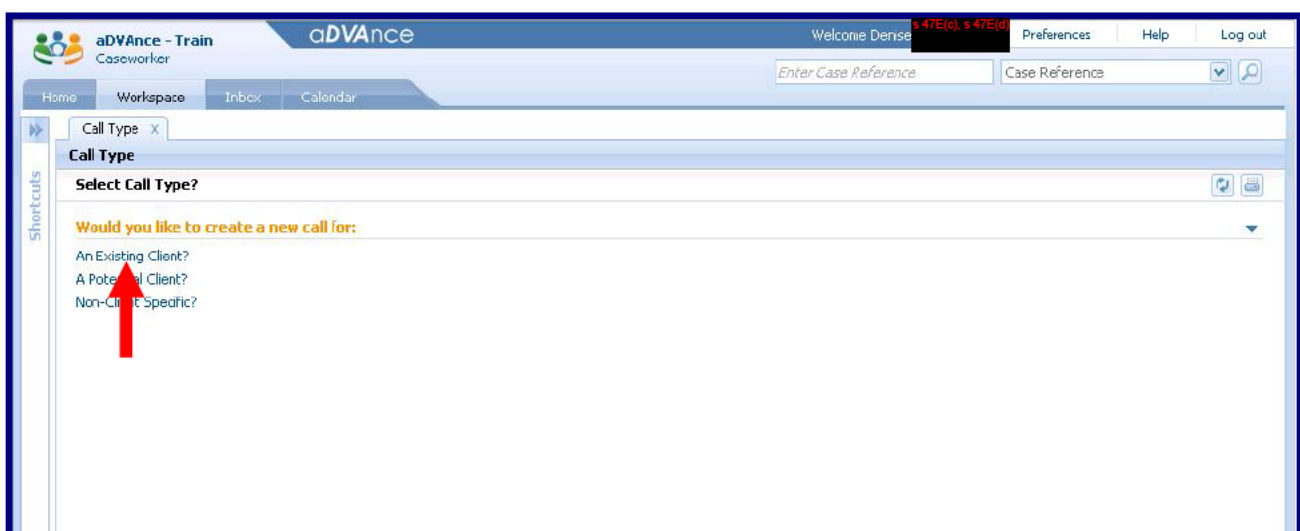 aDVAnce - Train
Caseworker
aDVAnce
Welcome Denise
s 47E(c), s 47E(d)
Preferences
Help
Log out
Enter Case Reference
Case Reference
Home
Workspace
Inbox
Calendar
Shortcuts
Call Type X
Call Type
Select Call Type?
Would you like to create a new call for:
An Existing Client?
A Potential Client?
Non-Client Specific?